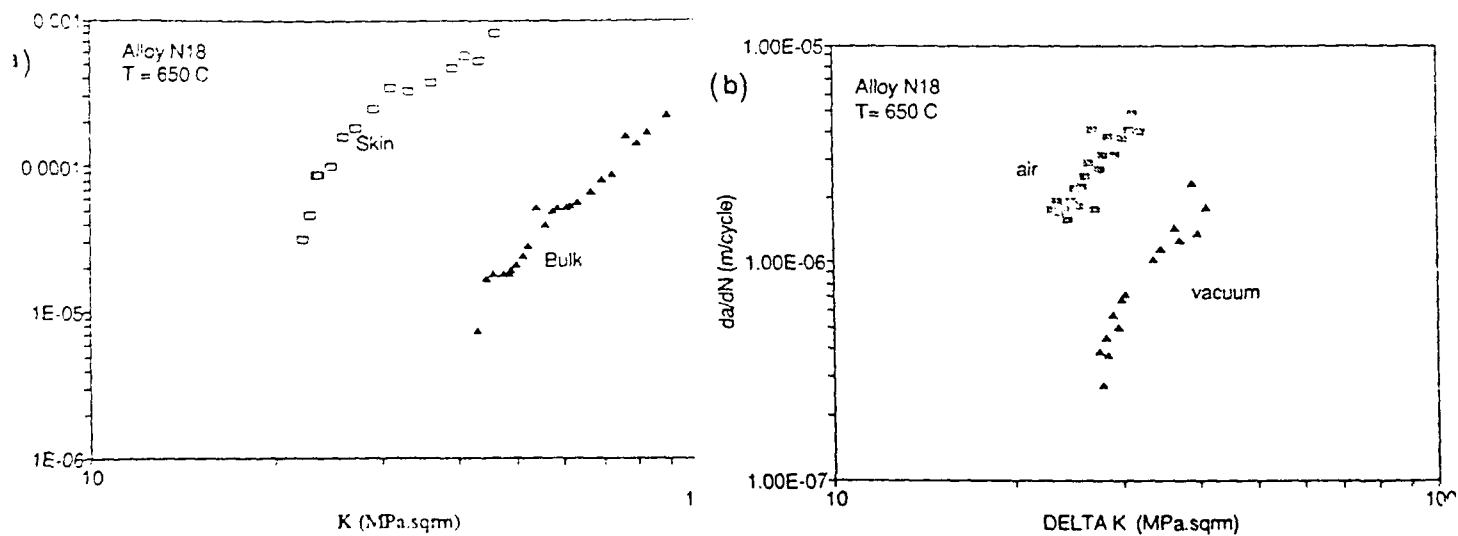 0.001
a)
Alloy N18
T = 650 C
Skin
0.0001
Bulk
1E-05
1E-06
10
1
K (MPa.sqrm)
1.00E-05
(b)
Alloy N18
T= 650 C
air
da/dN (m/cycle)
1.00E-06
vacuum
1.00E-07
10
100
DELTA K (MPa.sqrm)